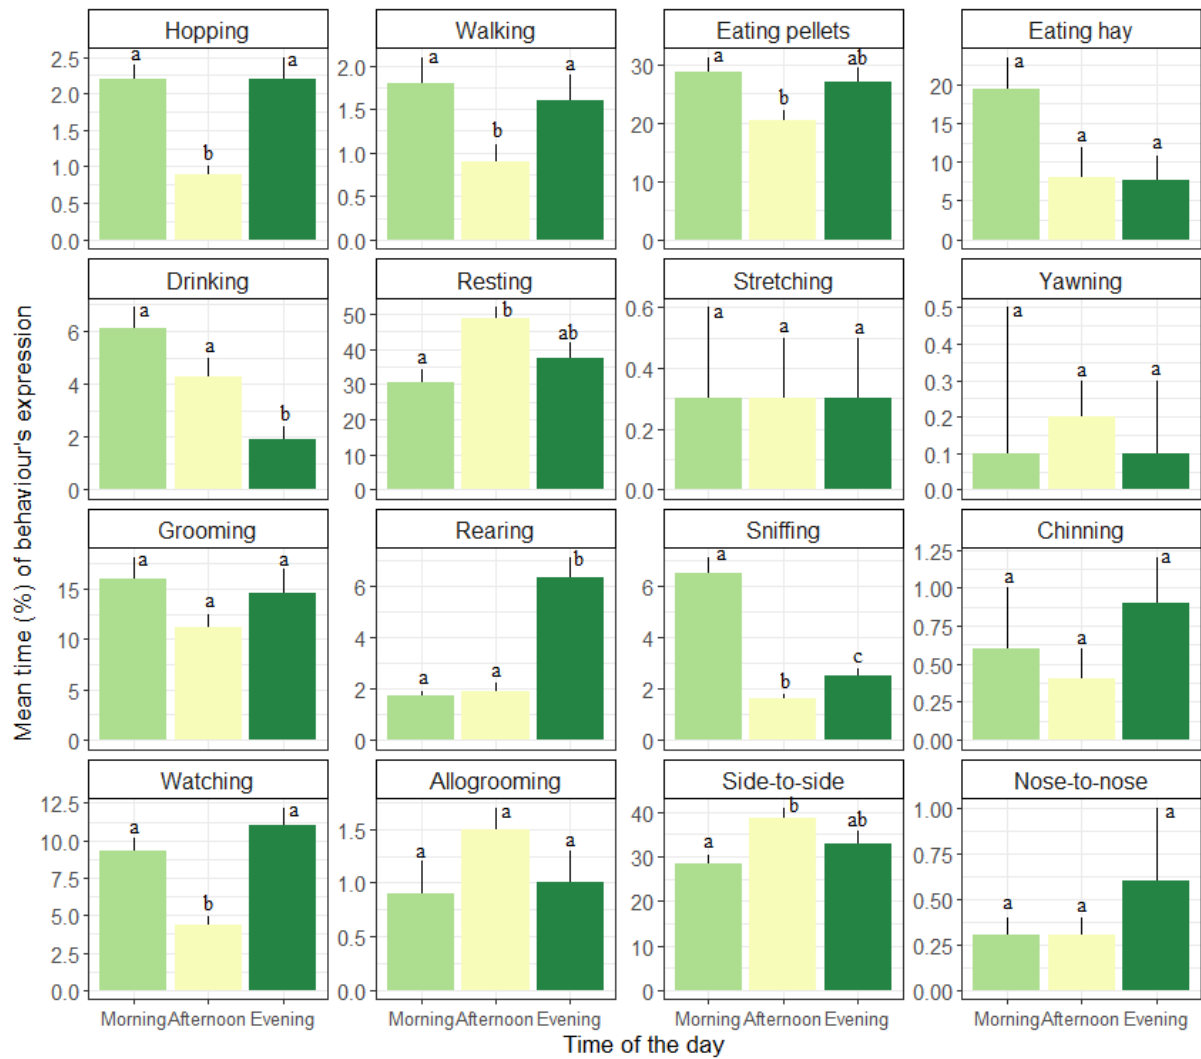 Hopping Walking Eating pellets Eating hay
a b a
a b a
a b ab
a a a
2.5 2.0 1.5 1.0 0.5 0.0
2.0 1.5 1.0 0.5 0.0
30 20 10 0
20 15 10 5 0
Drinking Resting Stretching Yawning
a a b
a b ab
a a a
a a a
6 4 2 0
50 40 30 20 10 0
0.6 0.4 0.2 0.0
0.5 0.4 0.3 0.2 0.1 0.0
Grooming Rearing Sniffing Chinning
a a a
a a b
a b c
a a a
15 10 5 0
6 4 2 0
6 4 2 0
1.25 1.00 0.75 0.50 0.25 0.00
Watching Allogrooming Side-to-side Nose-to-nose
a b a
a a a
a b ab
a a a
12.5 10.0 7.5 5.0 2.5 0.0
1.5 1.0 0.5 0.0
40 30 20 10 0
1.00 0.75 0.50 0.25 0.00
Morning Afternoon Evening Morning Afternoon Evening Morning Afternoon Evening Morning Afternoon Evening
Time of the day
Mean time (%) of behaviour's expression